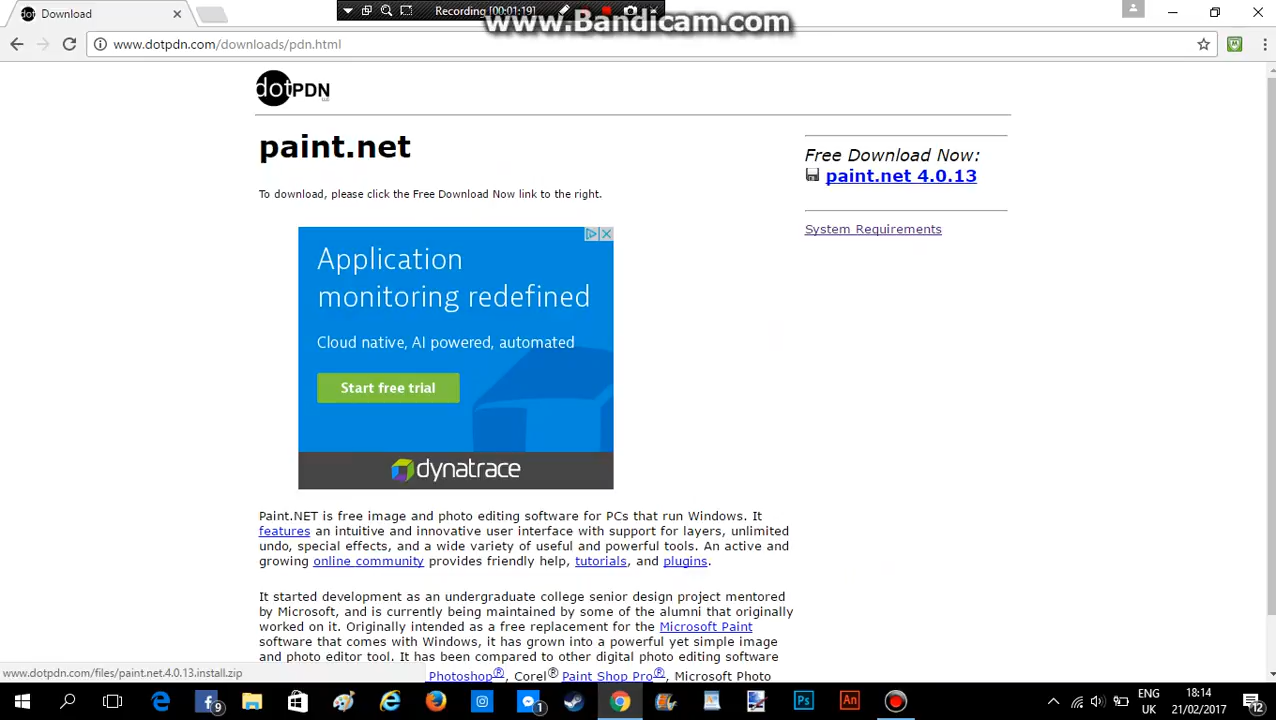 Download
Recording [00:01:19]
www.Bandicam.com
www.dotpdn.com/downloads/pdn.html
dotPDN LLC
paint.net
Free Download Now:
paint.net 4.0.13
To download, please click the Free Download Now link to the right.
System Requirements
Application
monitoring redefined
Cloud native, AI powered, automated
Start free trial
dynatrace
Paint.NET is free image and photo editing software for PCs that run Windows. It
features an intuitive and innovative user interface with support for layers, unlimited
undo, special effects, and a wide variety of useful and powerful tools. An active and
growing online community provides friendly help, tutorials, and plugins.
It started development as an undergraduate college senior design project mentored
by Microsoft, and is currently being maintained by some of the alumni that originally
worked on it. Originally intended as a free replacement for the Microsoft Paint
software that comes with Windows, it has grown into a powerful yet simple image
and photo editor tool. It has been compared to other digital photo editing software
Photoshop®, Corel® Paint Shop Pro®, Microsoft Photo
www.dotpdn.com/files/paint.net.4.0.13.install.zip
9
1
Ps
An
ENG
UK
18:14
21/02/2017
12